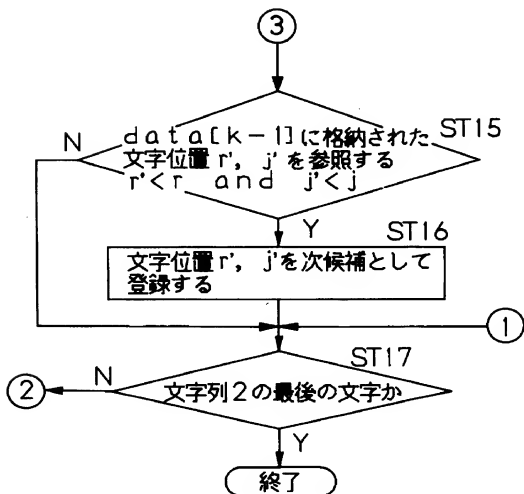 ③
N
data[k-1]に格納された
ST15
文字位置r', j'を参照する
r'<r and j'<j
Y
ST16
文字位置r', j'を次候補として
登録する
①
ST17
② N
文字列2の最後の文字か
Y
終了